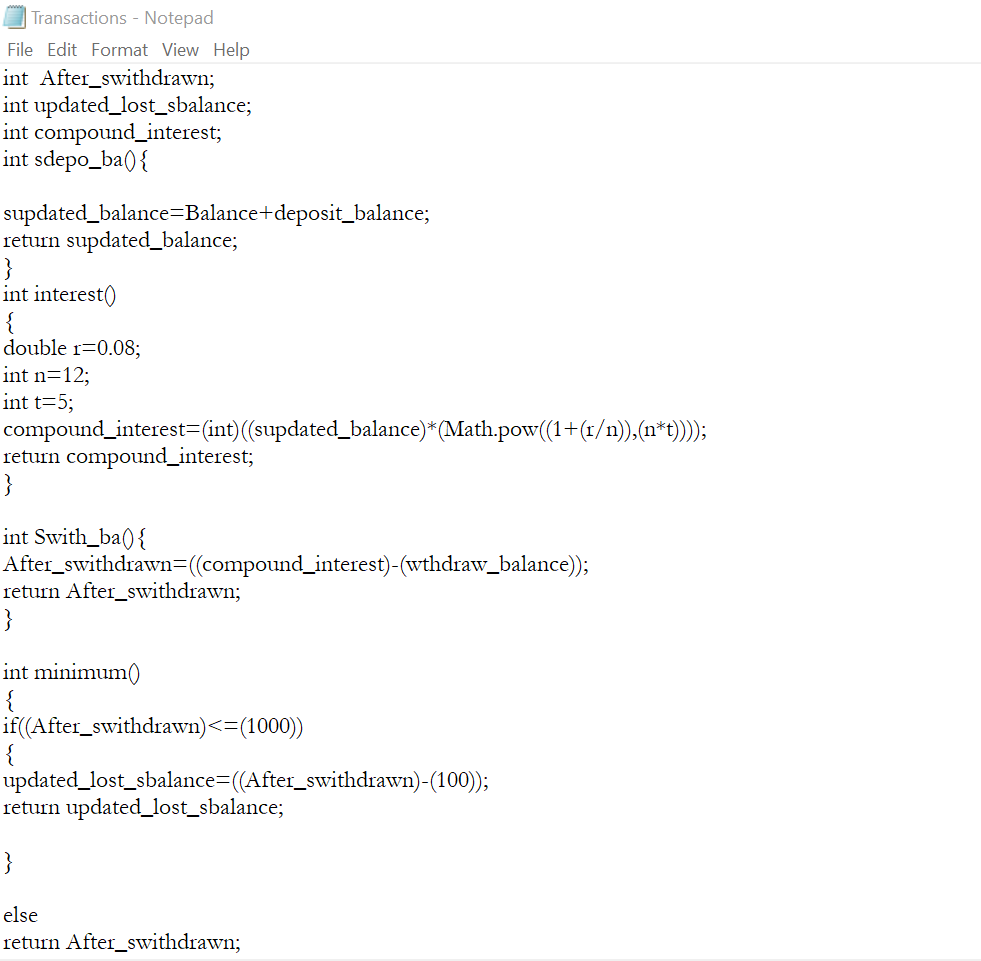 Transactions - Notepad
File Edit Format View Help
int  After_swithdrawn;
int updated_lost_sbalance;
int compound_interest;
int sdepo_ba(){
supdated_balance=Balance+deposit_balance;
return supdated_balance;
}
int interest()
{
double r=0.08;
int n=12;
int t=5;
compound_interest=(int)((supdated_balance)*(Math.pow((1+(r/n)),(n*t))));
return compound_interest;
}
int Swith_ba(){
After_swithdrawn=((compound_interest)-(wthdraw_balance));
return After_swithdrawn;
}
int minimum()
{
if((After_swithdrawn)<=(1000))
{
updated_lost_sbalance=((After_swithdrawn)-(100));
return updated_lost_sbalance;
}
else
return After_swithdrawn;